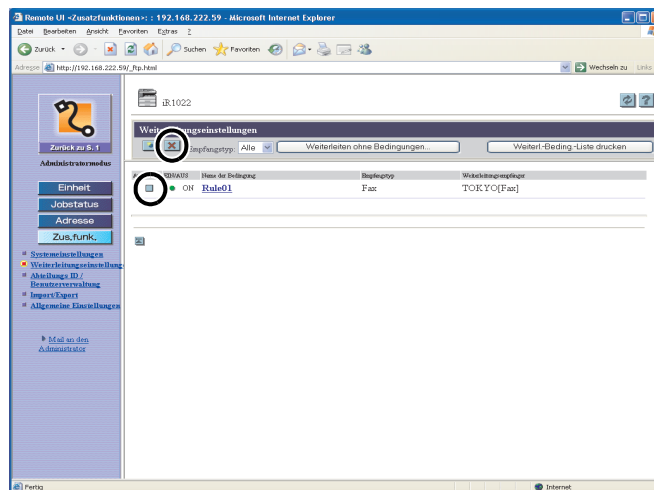 Remote UI <Zusatzfunktionen>: : 192.168.222.59 - Microsoft Internet Explorer
Datei Bearbeiten Ansicht Favoriten Extras ?
Zurück Suchen Favoriten
Adresse http://192.168.222.59/_ftp.html Wechseln zu Links
iR1022
Zurück zu S. 1
Administratormodus
Einheit
Jobstatus
Adresse
Zus,funk,
Systemeinstellungen
Weiterleitungseinstellung
Abteilungs ID /
Benutzerverwaltung
Import/Export
Allgemeine Einstellungen
Mail an den
Administrator
Empfangstyp: Alle Weiterleiten ohne Bedingungen... Weiterl.-Beding.-Liste drucken
EIN/AUS Name der Bedingung Empfangstyp Weiterleitungsempfänger
ON Rule01 Fax TOKYO[Fax]
Fertig Internet